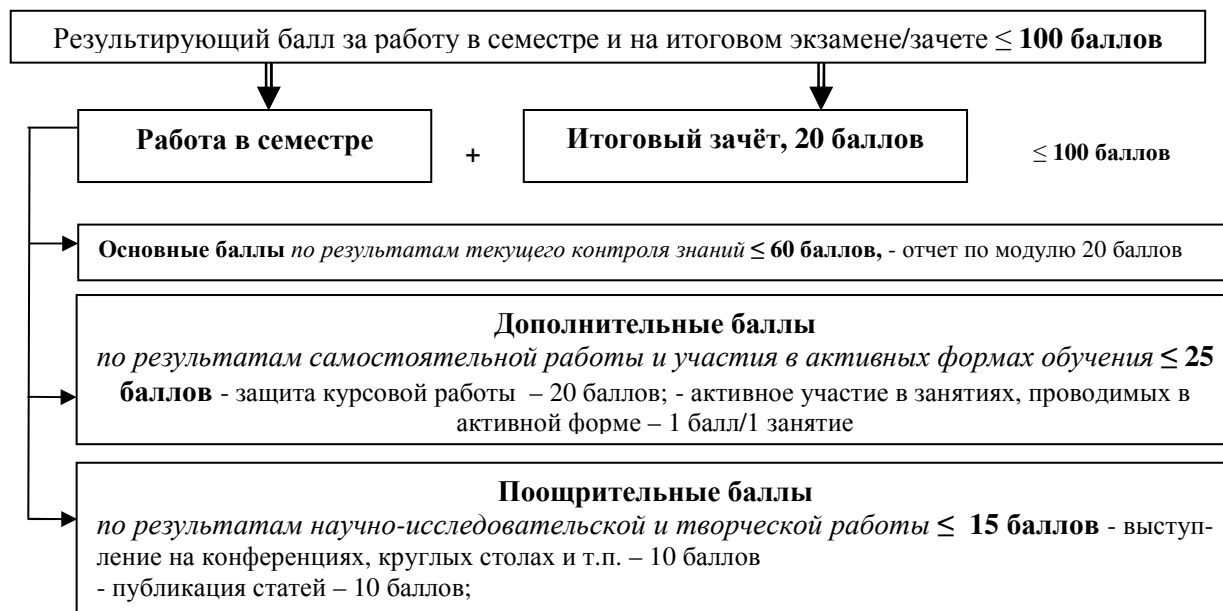 Результирующий балл за работу в семестре и на итоговом экзамене/зачете ≤ 100 баллов
Работа в семестре
+
Итоговый зачёт, 20 баллов
≤ 100 баллов
Основные баллы по результатам текущего контроля знаний ≤ 60 баллов, - отчет по модулю 20 баллов
Дополнительные баллы
по результатам самостоятельной работы и участия в активных формах обучения ≤ 25
баллов - защита курсовой работы – 20 баллов; - активное участие в занятиях, проводимых в
активной форме – 1 балл/1 занятие
Поощрительные баллы
по результатам научно-исследовательской и творческой работы ≤ 15 баллов - выступ-
ление на конференциях, круглых столах и т.п. – 10 баллов
- публикация статей – 10 баллов;